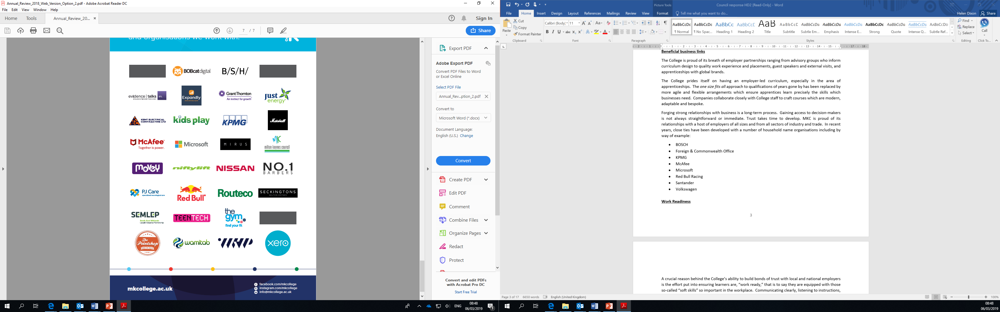 Annual_Review_2018_Web_Version_Option_2.pdf - Adobe Acrobat Reader DC
File Edit View Window Help
Home Tools Annual_Review_20... ×
Sign In
7 / 7
Share
and organisations we work with.
BOBcatdigital
B/S/H/
evidence | talks ETL
Expandly
Grant Thornton
An instinct for growth
just energy
KENT ELECTRICAL CONTRACTING LTD
kids play
KPMG
Marshall
McAfee
Together is power.
Microsoft
MIRUS
MK
milton keynes council
movey
niftylift
NISSAN
NO.1
BARBERS
PJ Care
specialised neurological care
Red Bull
Routeco
SECKINGTONS
MILTON KEYNES
SEMLEP
South East Midlands
Local Enterprise Partnership
TEENTECH
the gym
find your fit
The Printshop
wamitab
xero
mkcollege.ac.uk
facebook.com/mkcollege
instagram.com/mkcollege
info@mkcollege.ac.uk
Export PDF
Adobe Export PDF
Convert PDF Files to Word
or Excel Online
Select PDF File
Annual_Rev...ption_2.pdf
Convert to
Microsoft Word (*.docx)
Document Language:
English (U.S.) Change
Convert
Create PDF
Edit PDF
Comment
Combine Files
Organize Pages
Redact
Protect
Convert and edit PDFs
with Acrobat Pro DC
Start Free Trial
ENG
08:48
06/03/2019
Picture Tools
Council response HD2 [Read-Only] - Word
File Home Insert Design Layout References Mailings Review View Format Tell me what you want to do...
Helen Dixon Share
Paste
Cut
Copy
Format Painter
Clipboard
Calibri (Body) 11
Font
Paragraph
¶ Normal ¶ No Spac... Heading 1 Heading 2 Title Subtitle Subtle Em... Emphasis Intense E... Strong Quote Intense Q... Subtle Ref...
Styles
Find
Replace
Select
Editing
Call
Click To...
Beneficial business links
The College is proud of its breath of employer partnerships ranging from advisory groups who inform
curriculum design to quality work experience and placements, guest speakers and external visits, and
apprenticeships with global brands.
The College prides itself on having an employer-led curriculum, especially in the area of
apprenticeships. The one size fits all approach to qualifications of years gone by has been replaced by
more agile and flexible arrangements which ensure apprentices learn precisely the skills which
businesses need. Companies collaborate closely with College staff to craft courses which are modern,
adaptable and bespoke.
Forging strong relationships with business is a long-term process. Gaining access to decision-makers
is not always straightforward or immediate. Trust takes time to develop. MKC is proud of its
relationships with a host of employers of all sizes and from all sectors of industry and trade. In recent
years, close ties have been developed with a number of household name organisations including by
way of example:
• BOSCH
• Foreign & Commonwealth Office
• KPMG
• McAfee
• Microsoft
• Red Bull Racing
• Santander
• Volkswagen
Work Readiness
3
A crucial reason behind the College's ability to build bonds of trust with local and national employers
is the effort put into ensuring learners are, "work ready," that is to say they are equipped with those
so-called "soft skills" so important in the workplace. Communicating clearly, listening to instructions,
Page 3 of 17 6650 words English (United Kingdom)
100%
08:48
06/03/2019